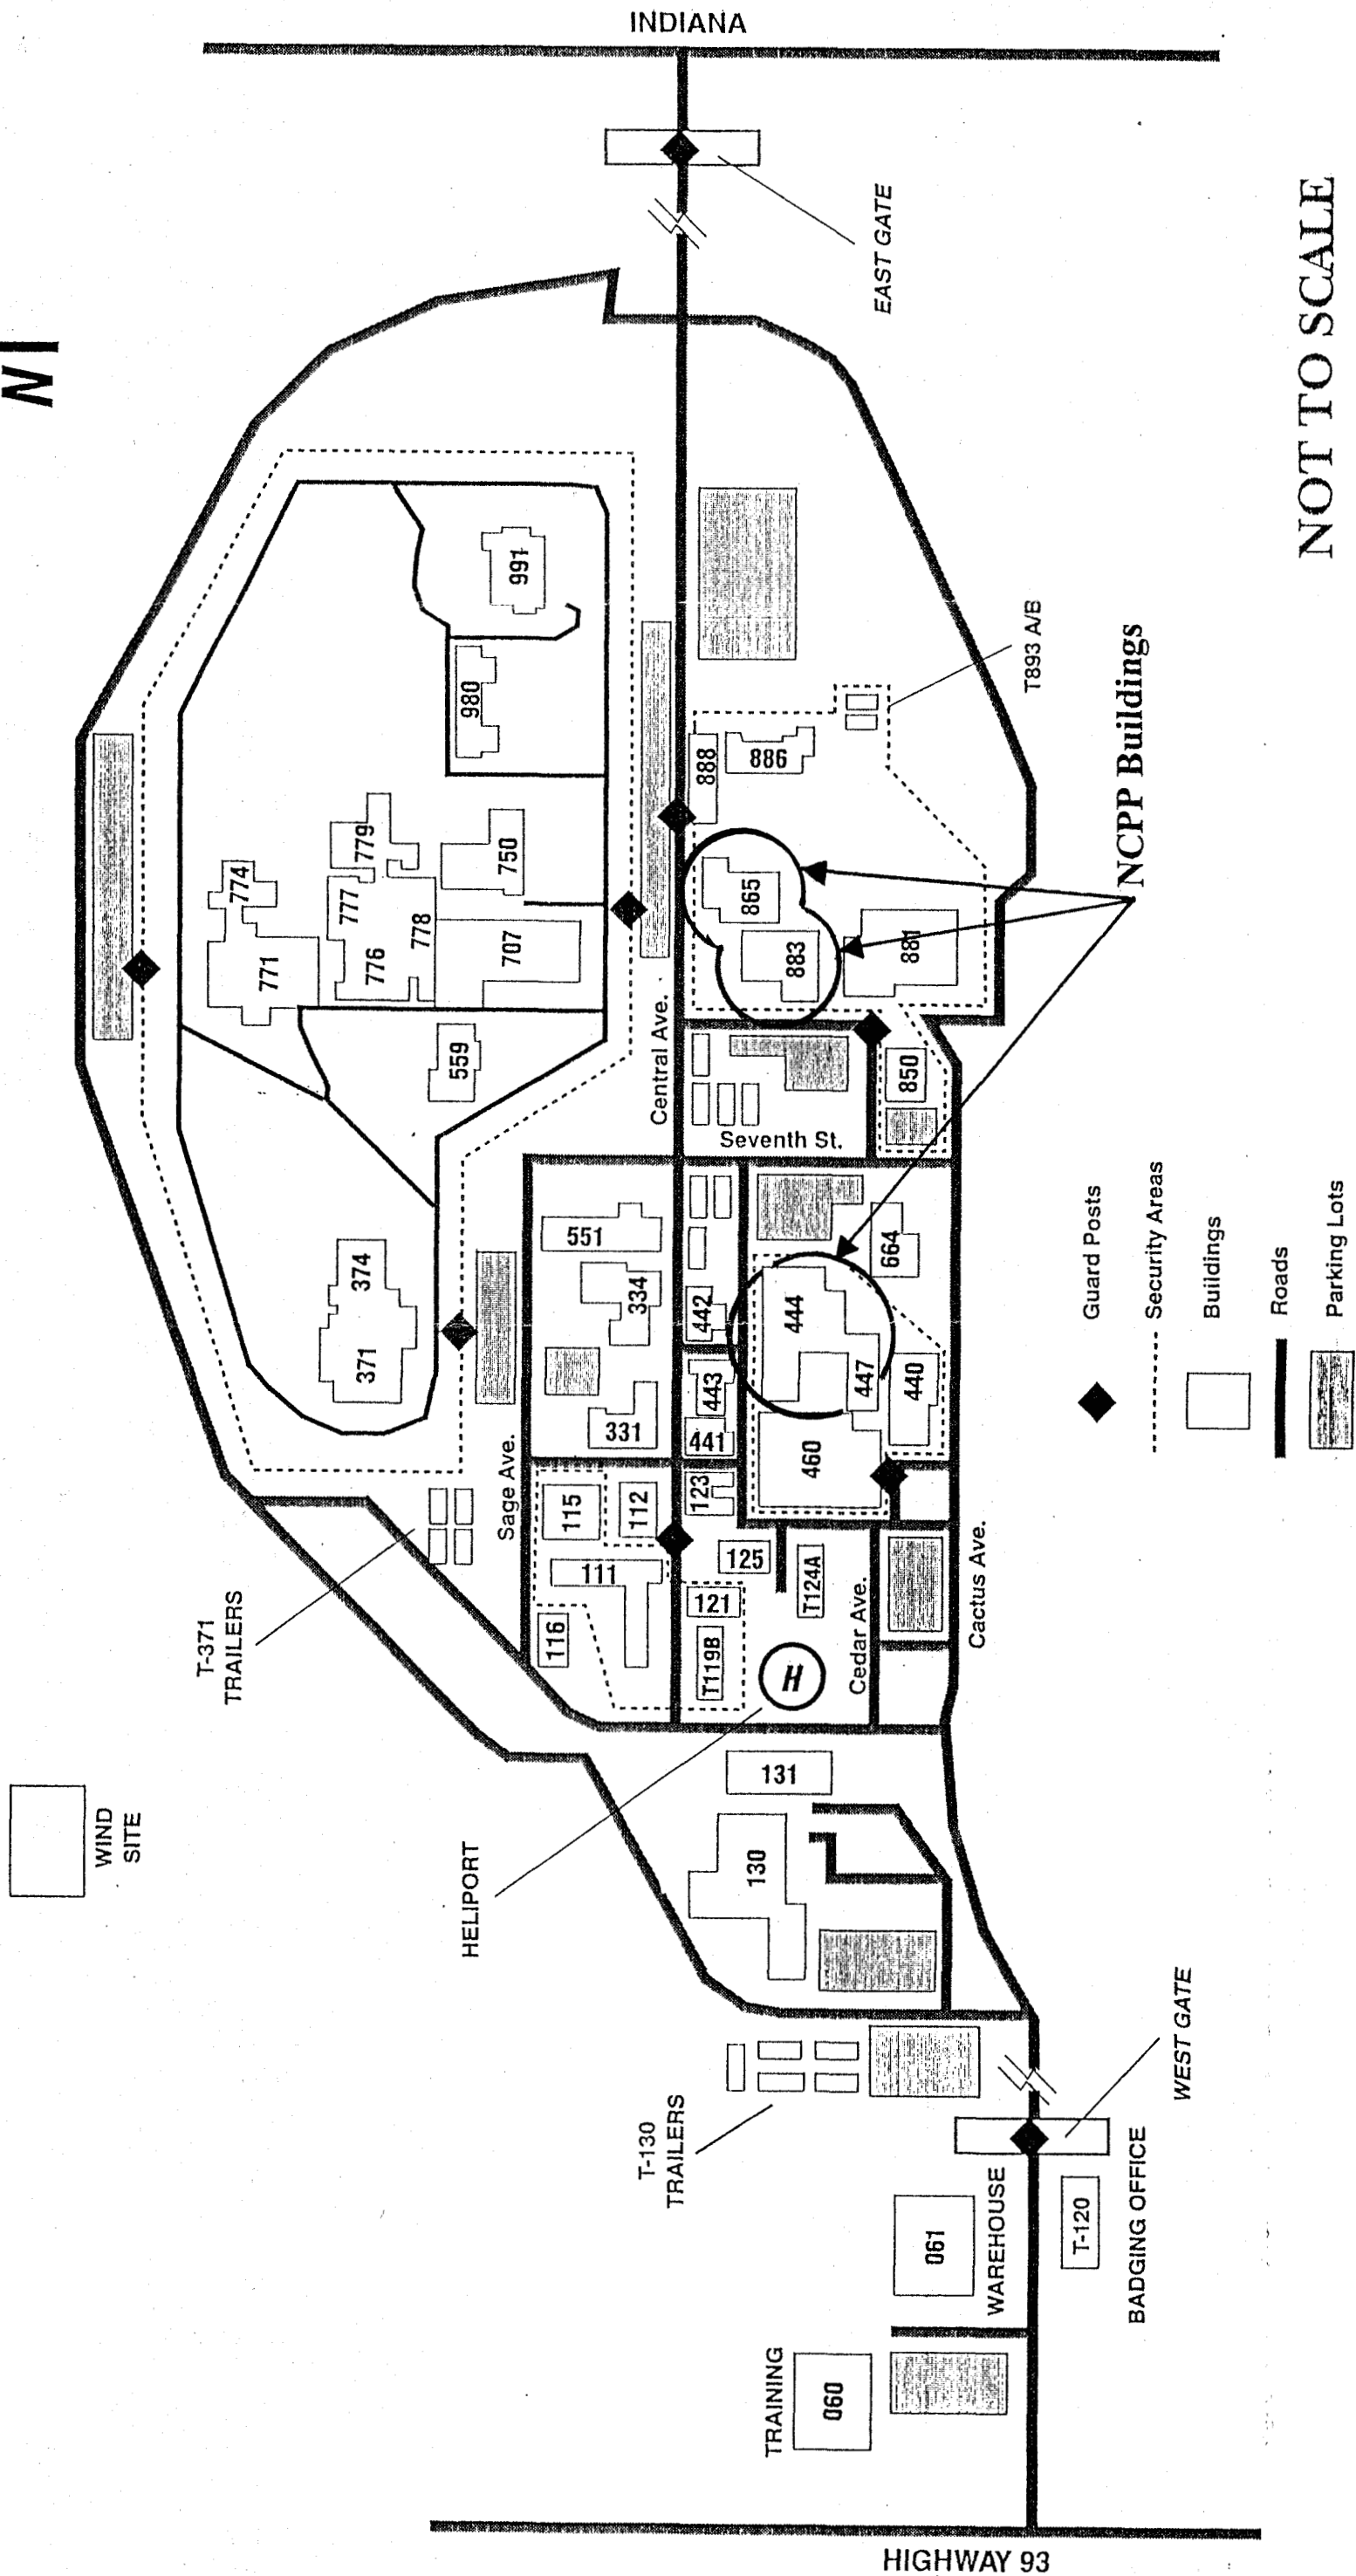 N
INDIANA
EAST GATE
NOT TO SCALE
WIND
SITE
T-371
TRAILERS
HELIPORT
T-130
TRAILERS
TRAINING
060
061
WAREHOUSE
T-120
BADGING OFFICE
WEST GATE
HIGHWAY 93
991
980
774
771
779
777
776
778
750
707
559
374
371
Central Ave.
Seventh St.
Sage Ave.
Cedar Ave.
Cactus Ave.
888
886
T893 A/B
865
883
881
850
NCPP Buildings
551
334
331
442
443
441
444
447
460
440
664
115
112
111
116
123
125
121
T124A
T119B
H
131
130
Guard Posts
Security Areas
Buildings
Roads
Parking Lots